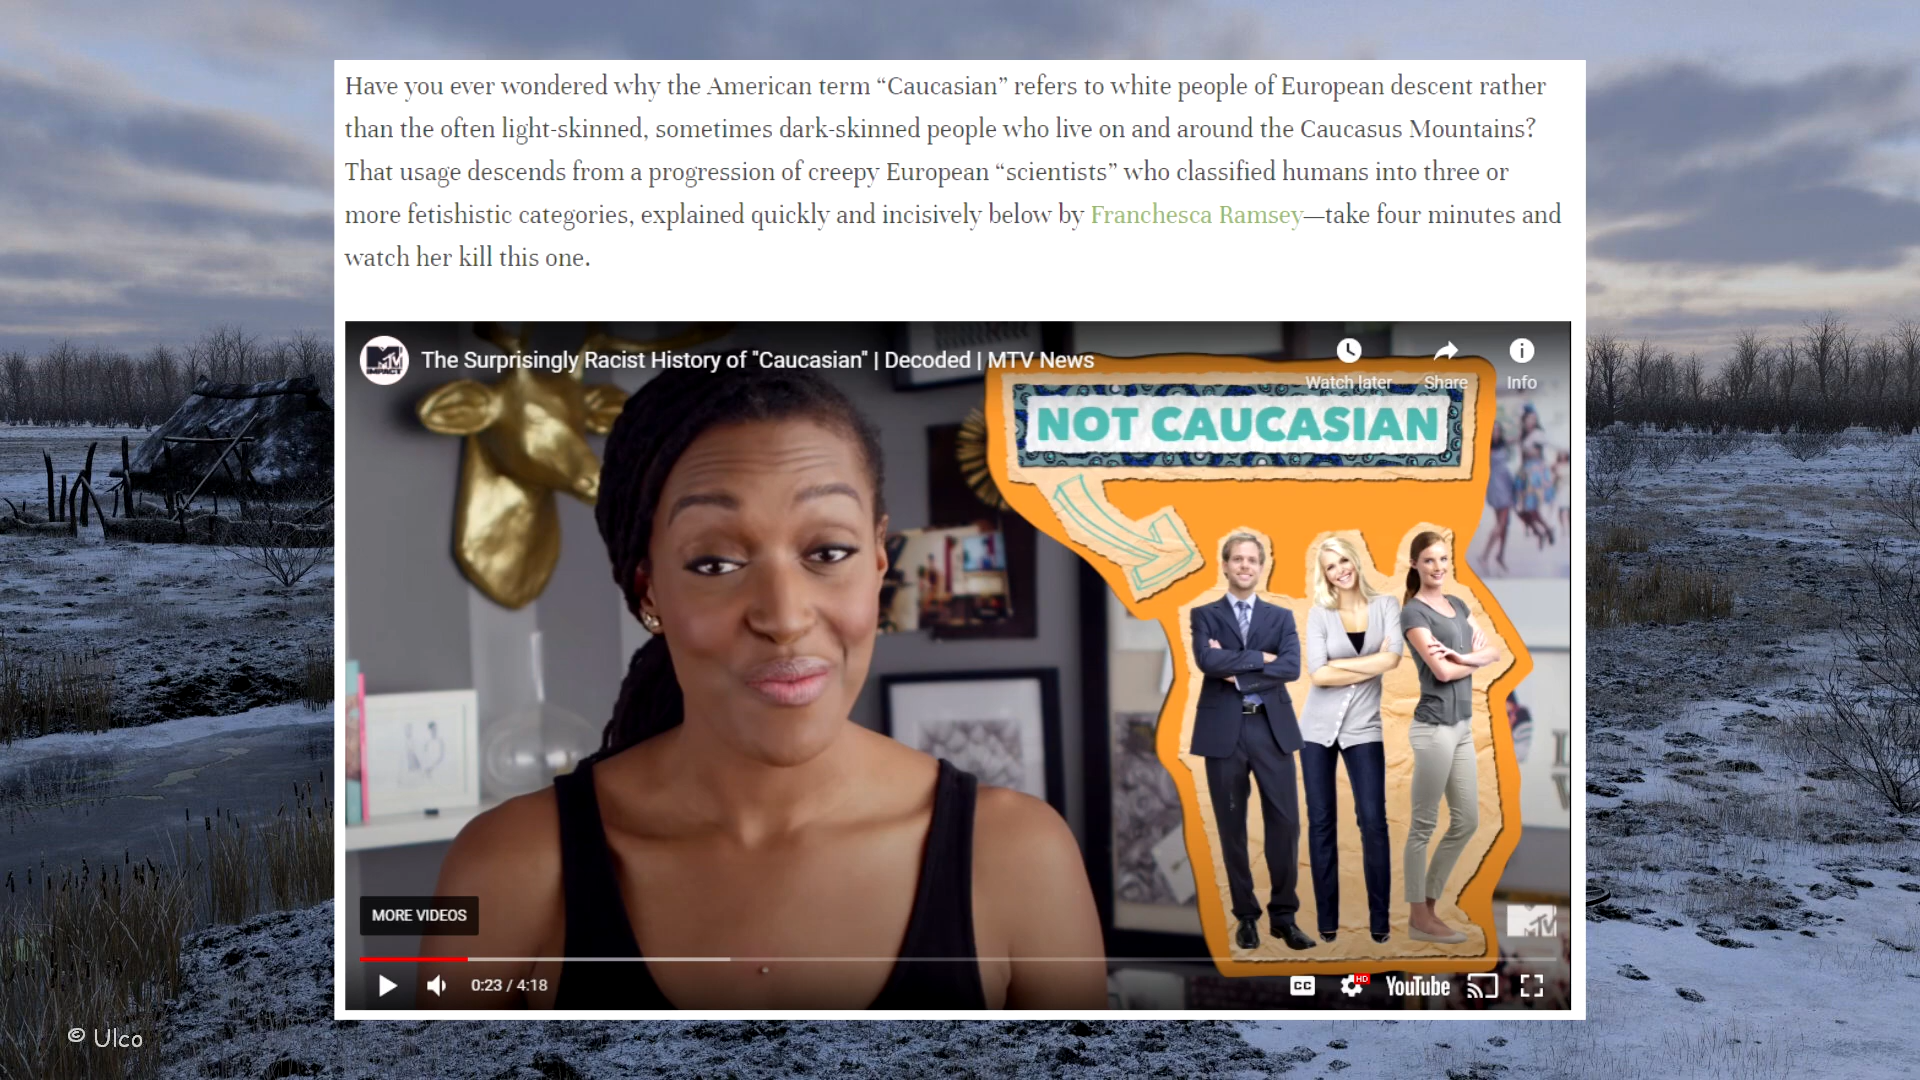 Have you ever wondered why the American term “Caucasian” refers to white people of European descent rather
than the often light-skinned, sometimes dark-skinned people who live on and around the Caucasus Mountains?
That usage descends from a progression of creepy European “scientists” who classified humans into three or
more fetishistic categories, explained quickly and incisively below by Franchesca Ramsey—take four minutes and
watch her kill this one.
MTV
IMPACT
The Surprisingly Racist History of "Caucasian" | Decoded | MTV News
Watch later
Share
Info
NOT CAUCASIAN
MORE VIDEOS
MTV
0:23 / 4:18
CC
HD
YouTube
© Ulco